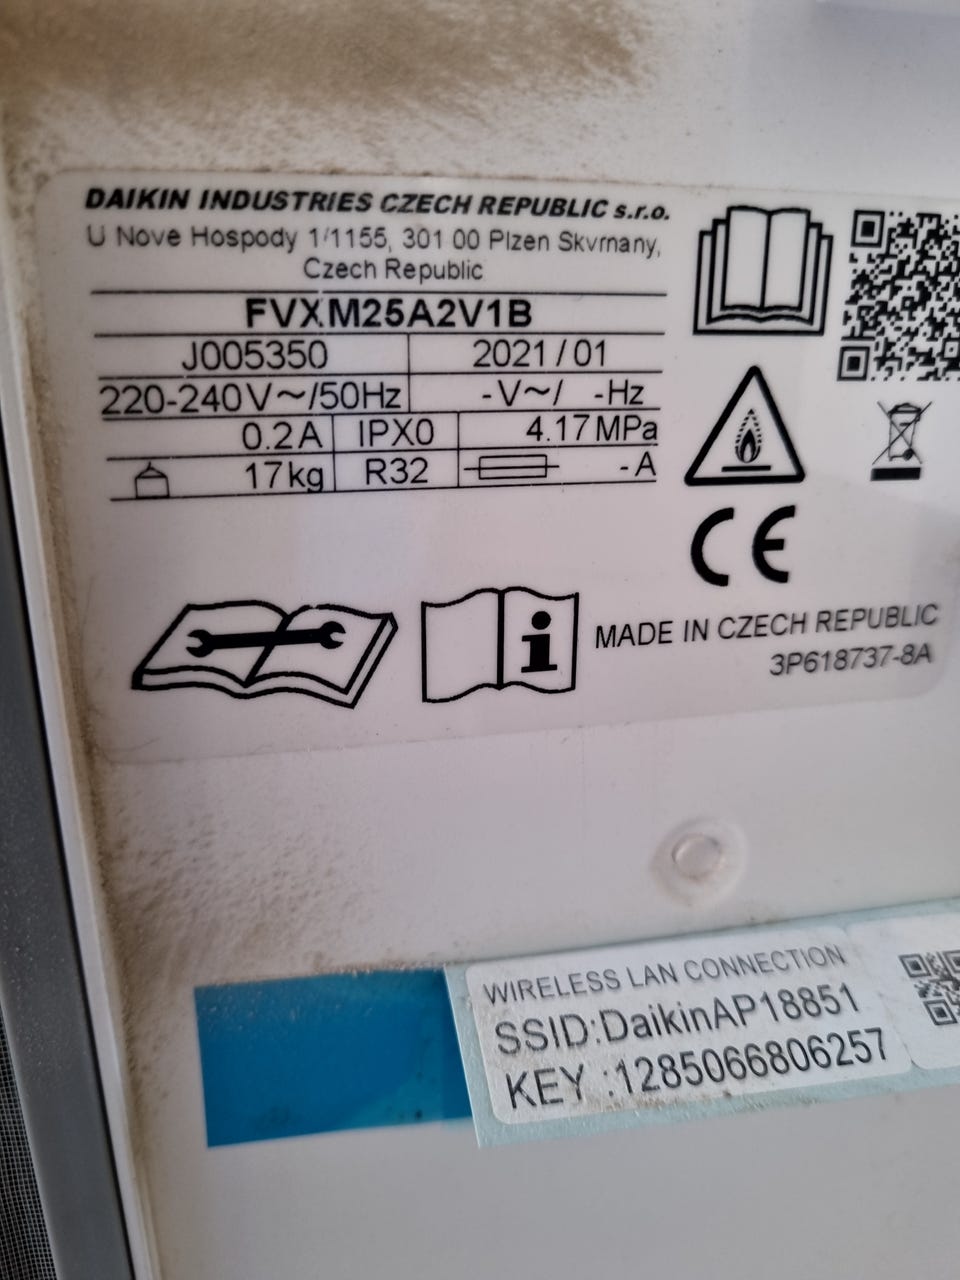 DAIKIN INDUSTRIES CZECH REPUBLIC s.r.o.
U Nove Hospody 1/1155, 301 00 Plzen Skvrnany,
Czech Republic
FVXM25A2V1B
J005350 2021/01
220-240V~/50Hz -V~/ -Hz
0.2A IPX0 4.17MPa
17kg R32 -A
CE
i
MADE IN CZECH REPUBLIC
3P618737-8A
WIRELESS LAN CONNECTION
SSID:DaikinAP18851
KEY :1285066806257